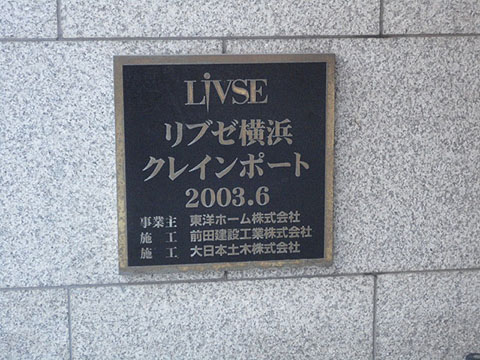 LIVSE
リブゼ横浜
クレインポート
2003.6
事業主 東洋ホーム株式会社
施工 前田建設工業株式会社
施工 大日本土木株式会社